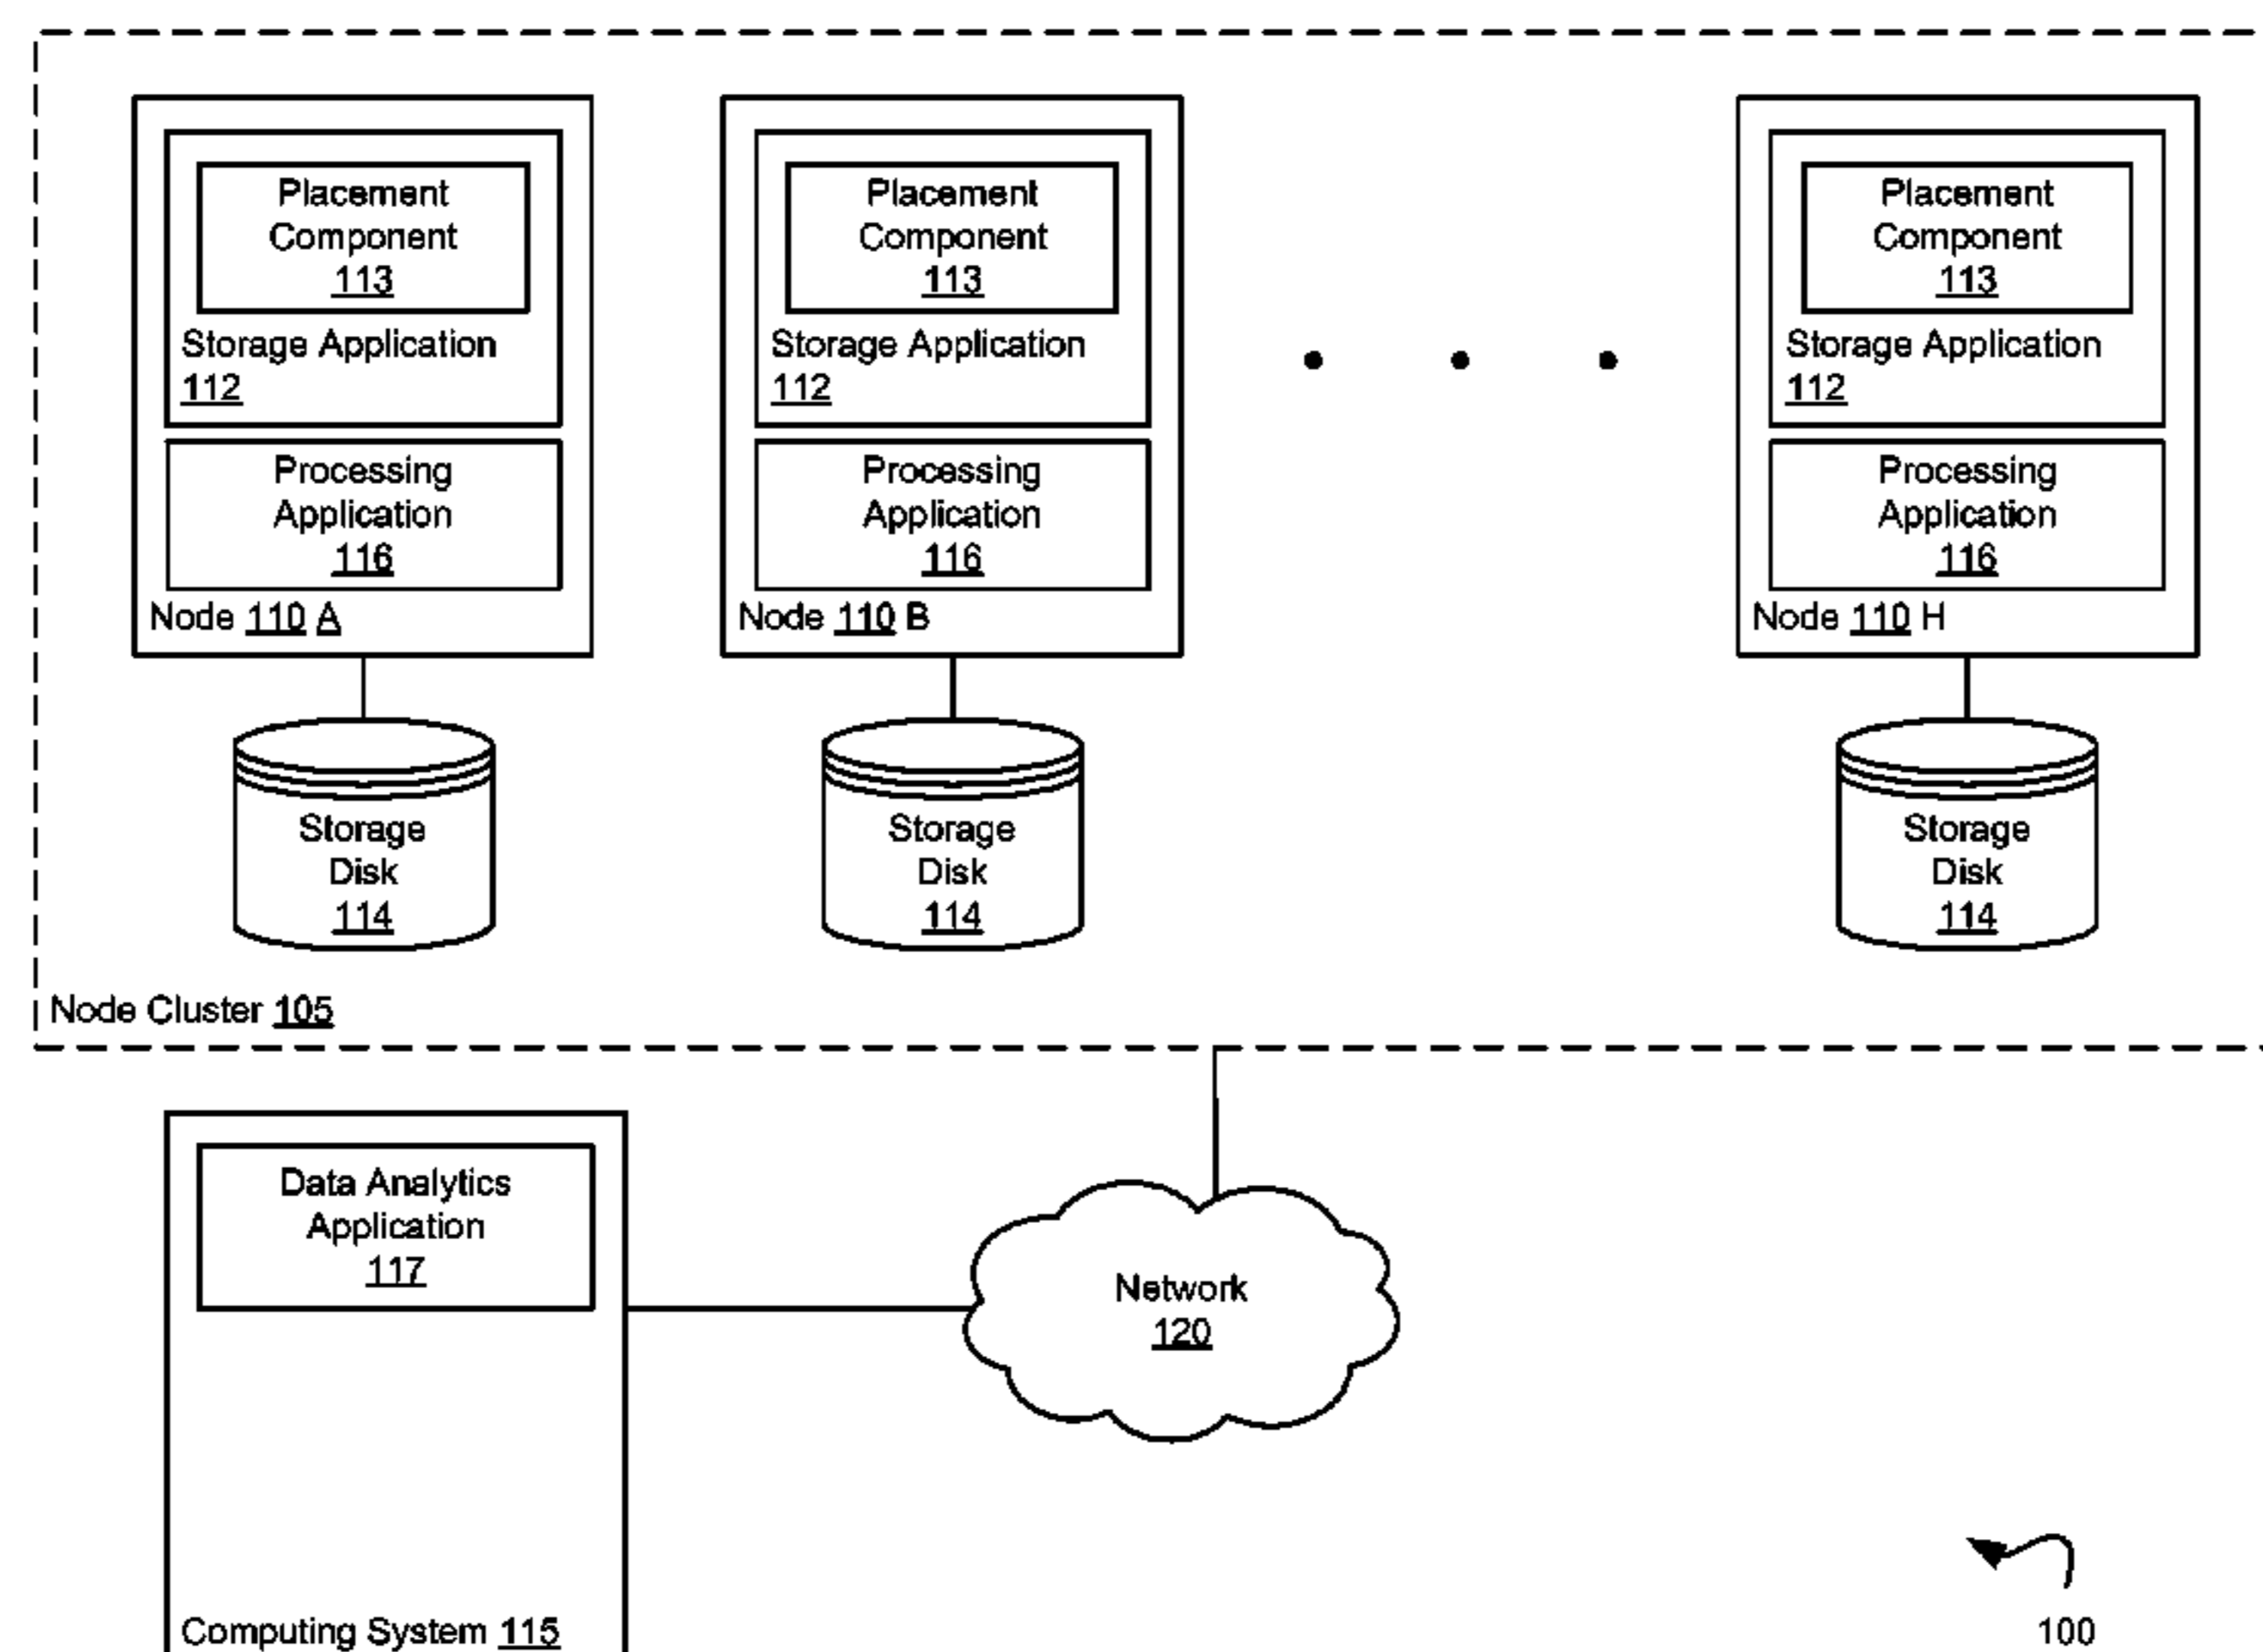 Placement
Component
113
Storage Application
112
Processing
Application
116
Node 110 A
Storage
Disk
114
Placement
Component
113
Storage Application
112
Processing
Application
116
Node 110 B
Storage
Disk
114
Placement
Component
113
Storage Application
112
Processing
Application
116
Node 110 H
Storage
Disk
114
Node Cluster 105
Data Analytics
Application
117
Computing System 115
Network
120
100